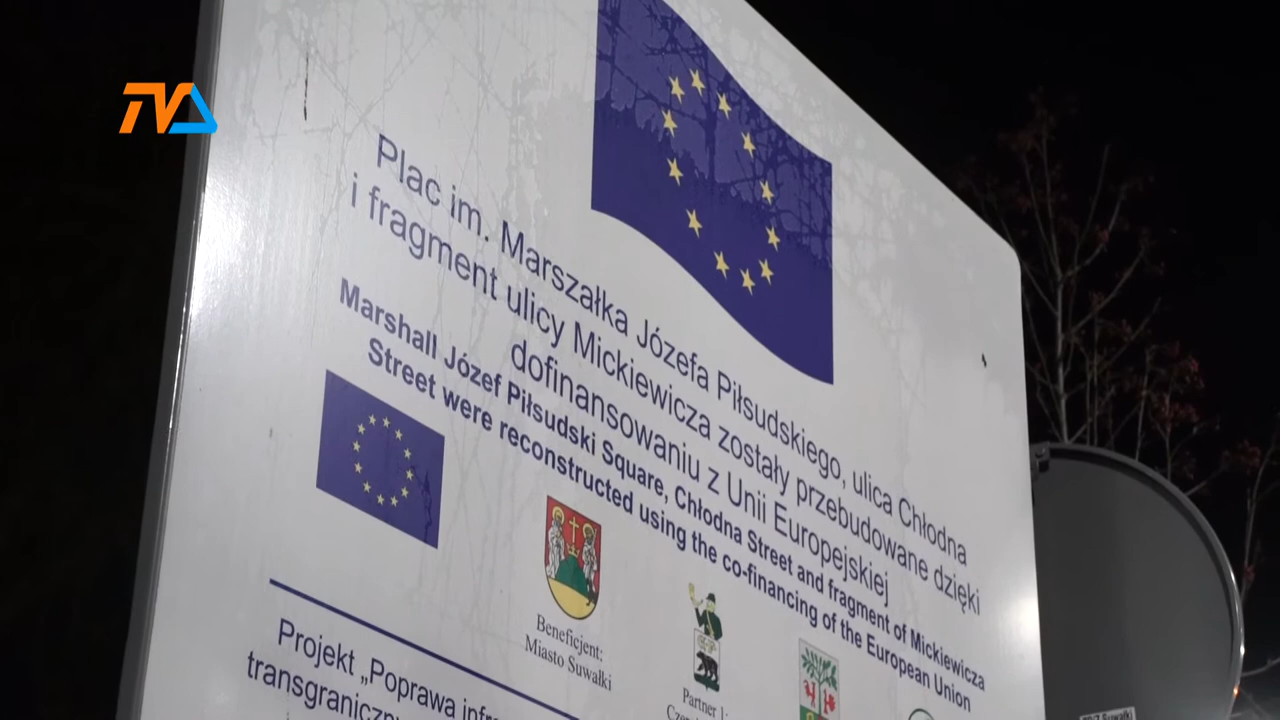 TVA
Plac im. Marszałka Józefa Piłsudskiego, ulica Chłodna
i fragment ulicy Mickiewicza zostały przebudowane dzięki
dofinansowaniu z Unii Europejskiej
Marshall Józef Piłsudski Square, Chłodna Street and fragment of Mickiewicza
Street were reconstructed using the co-financing of the European Union
Beneficjent:
Miasto Suwałki
Partner 1:
Projekt „Poprawa